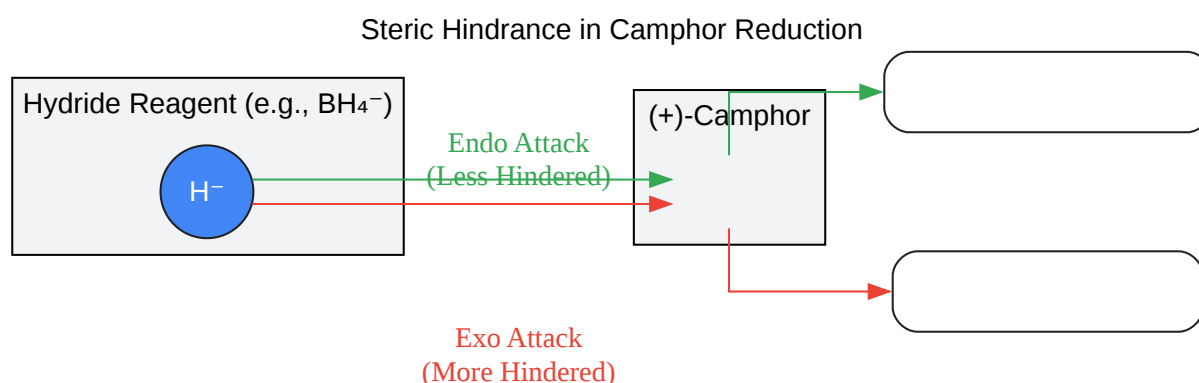 Steric Hindrance in Camphor Reduction
Hydride Reagent (e.g., BH₄⁻)
H⁻
Endo Attack
(Less Hindered)
(+)-Camphor
Exo Attack
(More Hindered)